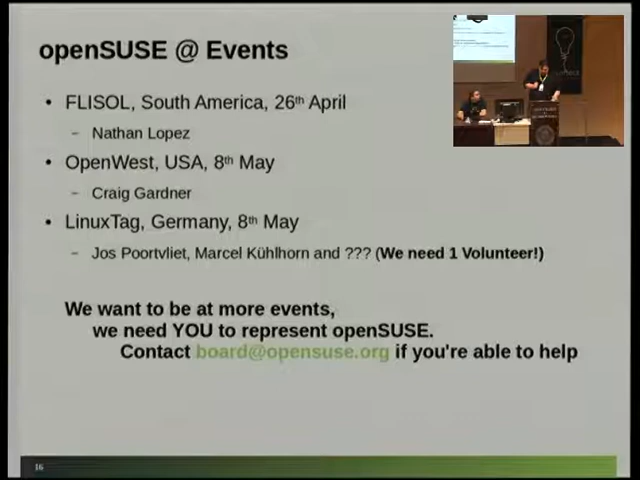 openSUSE @ Events
• FLISOL, South America, 26th April
– Nathan Lopez
• OpenWest, USA, 8th May
– Craig Gardner
• LinuxTag, Germany, 8th May
– Jos Poortvliet, Marcel Kühlhorn and ??? (We need 1 Volunteer!)
We want to be at more events,
we need YOU to represent openSUSE.
Contact board@opensuse.org if you're able to help
16